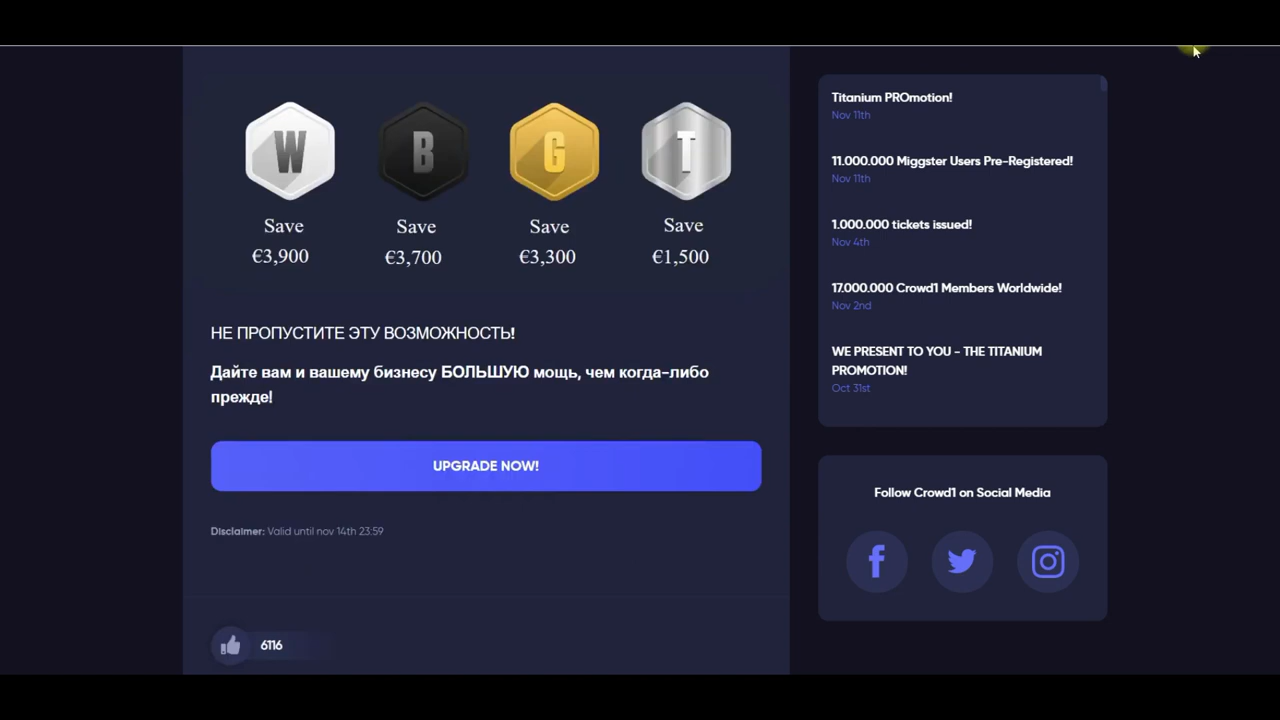 W B G T
Save Save Save Save
€3,900 €3,700 €3,300 €1,500
НЕ ПРОПУСТИТЕ ЭТУ ВОЗМОЖНОСТЬ!
Дайте вам и вашему бизнесу БОЛЬШУЮ мощь, чем когда-либо
прежде!
UPGRADE NOW!
Disclaimer: Valid until nov 14th 23:59
6116
Titanium PROmotion!
Nov 11th
11.000.000 Miggster Users Pre-Registered!
Nov 11th
1.000.000 tickets issued!
Nov 4th
17.000.000 Crowd1 Members Worldwide!
Nov 2nd
WE PRESENT TO YOU - THE TITANIUM
PROMOTION!
Oct 31st
Follow Crowd1 on Social Media